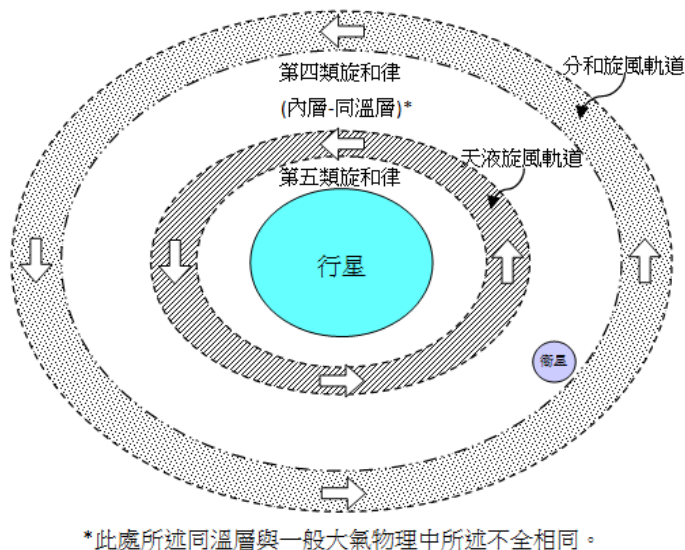 第四類旋和律
(內層-同溫層)*
分和旋風軌道
天液旋風軌道
第五類旋和律
行星
衛星
*此處所述同溫層與一般大氣物理中所述不全相同。